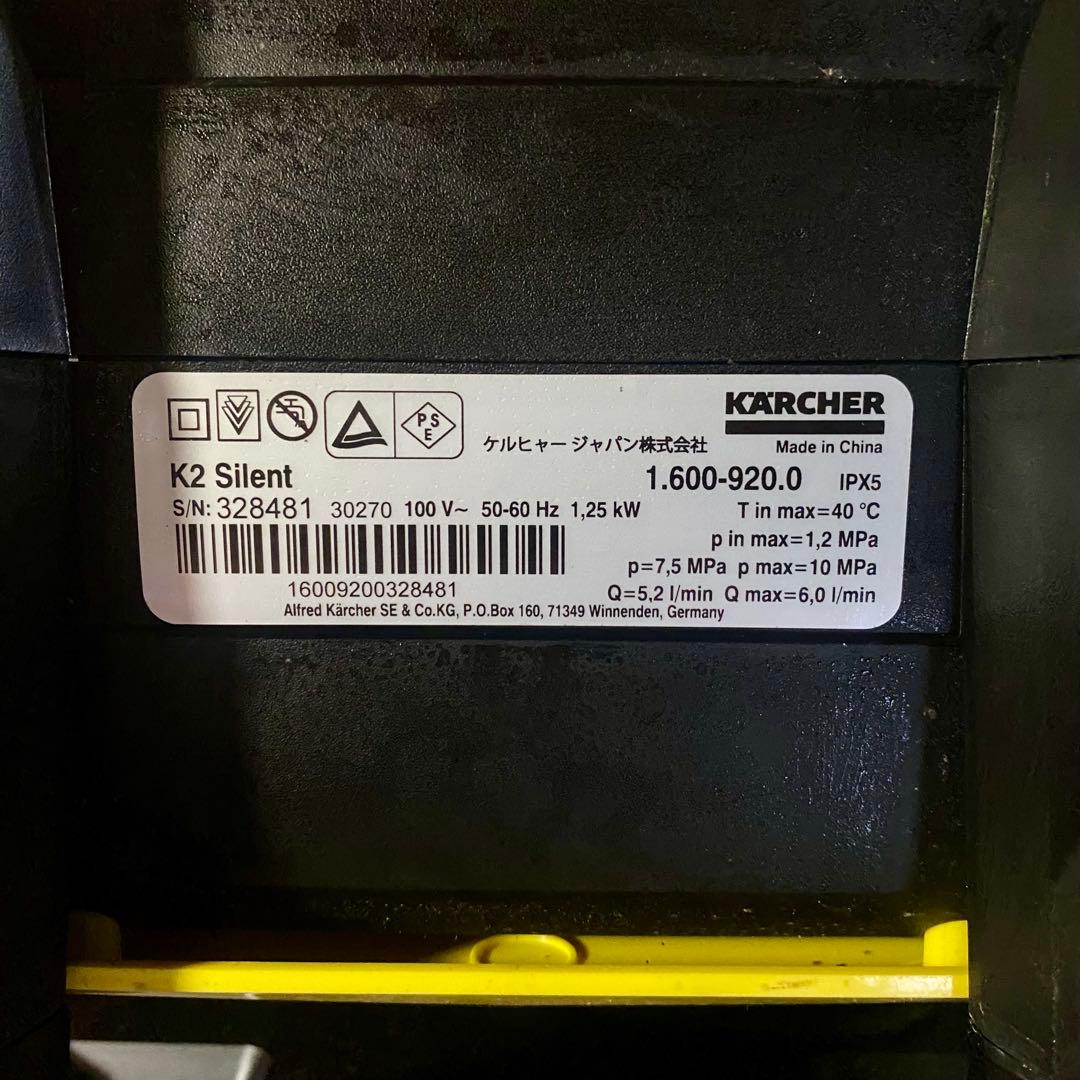 PSE
ケルヒャー ジャパン株式会社
KÄRCHER
Made in China
K2 Silent
1.600-920.0 IPX5
S/N: 328481 30270 100 V~ 50-60 Hz 1,25 kW
T in max=40 °C
p in max=1,2 MPa
p=7,5 MPa p max=10 MPa
Q=5,2 l/min Q max=6,0 l/min
16009200328481
Alfred Kärcher SE & Co.KG, P.O.Box 160, 71349 Winnenden, Germany